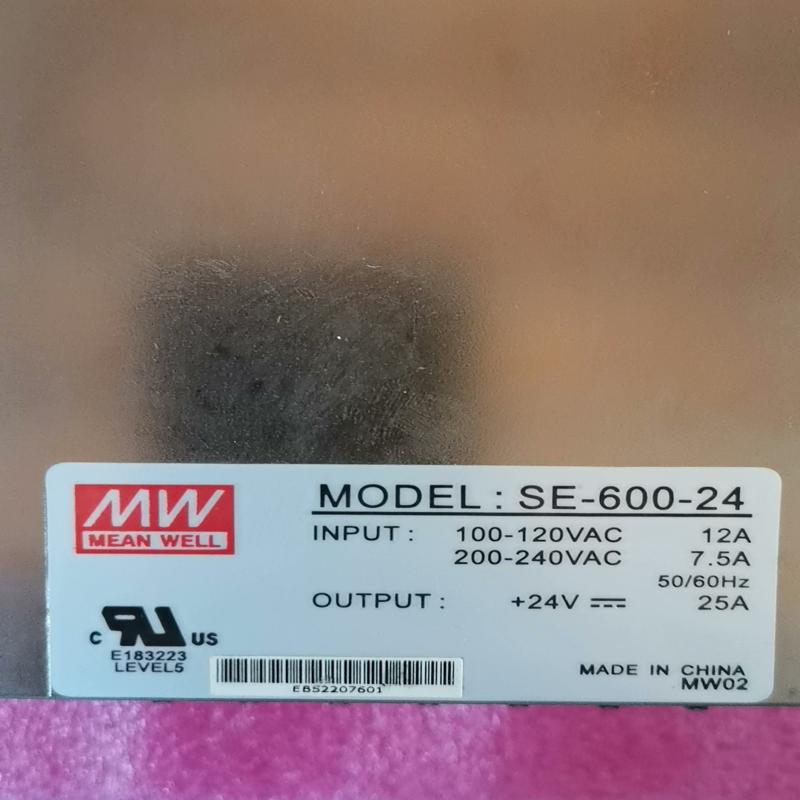 MW
MEAN WELL
MODEL : SE-600-24
INPUT : 100-120VAC 12A
200-240VAC 7.5A
50/60Hz
OUTPUT : +24V 25A
C RU US
E183223
LEVEL5
EB52207601
MADE IN CHINA
MW02